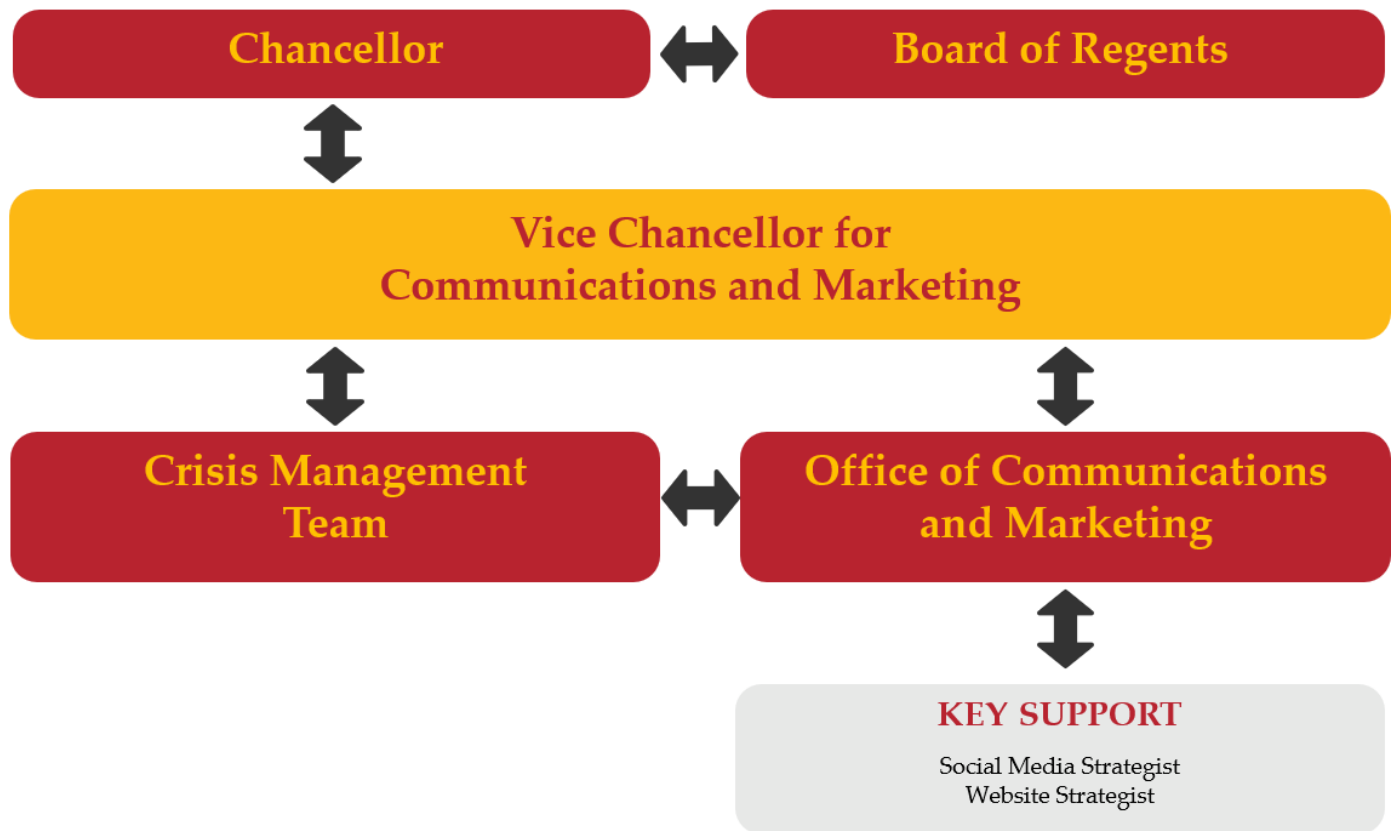 Chancellor
Board of Regents
Vice Chancellor for
Communications and Marketing
Crisis Management
Team
Office of Communications
and Marketing
KEY SUPPORT
Social Media Strategist
Website Strategist